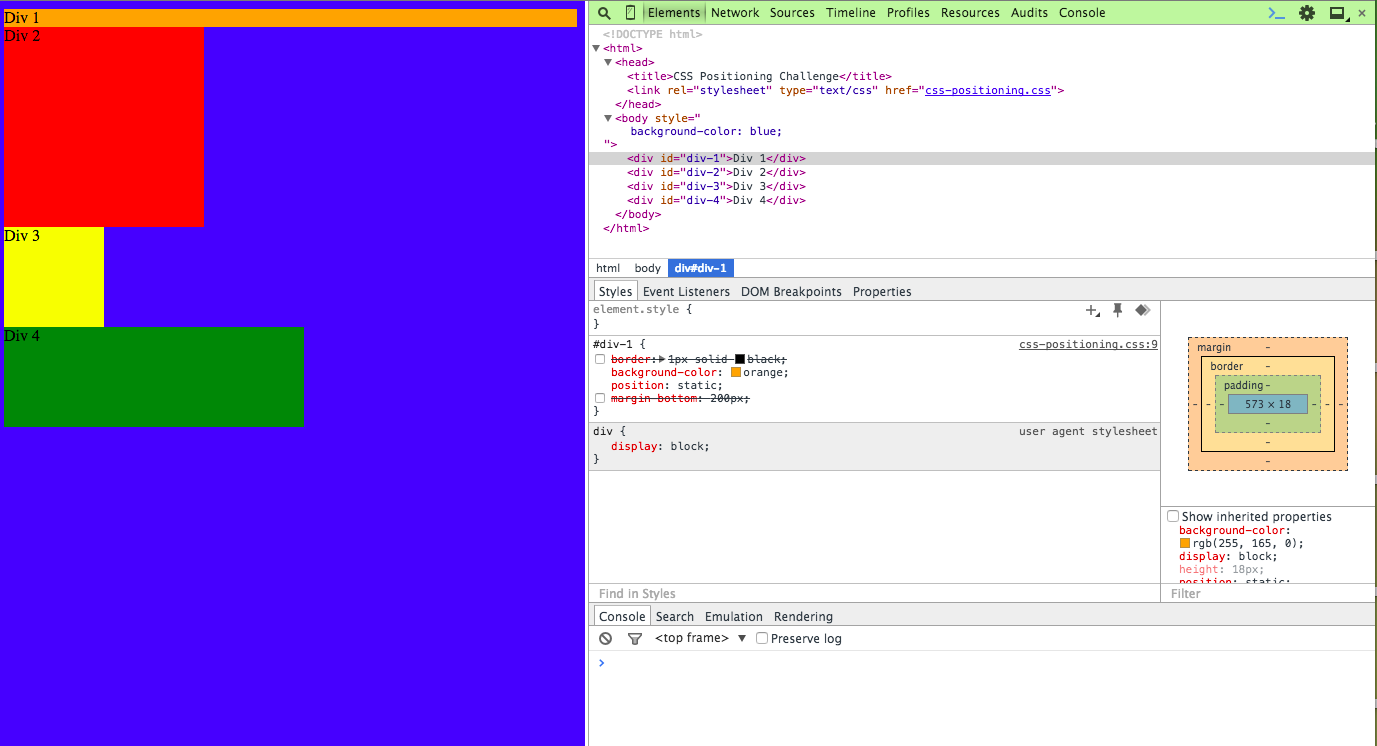 Div 1
Div 2
Div 3
Div 4
Elements Network Sources Timeline Profiles Resources Audits Console
<!DOCTYPE html>
<html>
<head>
<title>CSS Positioning Challenge</title>
<link rel="stylesheet" type="text/css" href="css-positioning.css">
</head>
<body style="
background-color: blue;
">
<div id="div-1">Div 1</div>
<div id="div-2">Div 2</div>
<div id="div-3">Div 3</div>
<div id="div-4">Div 4</div>
</body>
</html>
html body div#div-1
Styles Event Listeners DOM Breakpoints Properties
element.style {
}
#div-1 { css-positioning.css:9
border: 1px solid black;
background-color: orange;
position: static;
margin-bottom: 200px;
}
div { user agent stylesheet
display: block;
}
Find in Styles
margin -
border -
padding -
- - - 573 × 18 - - -
-
-
-
Show inherited properties
background-color:
rgb(255, 165, 0);
display: block;
height: 18px;
position: static;
Filter
Console Search Emulation Rendering
<top frame> ▼ Preserve log
>